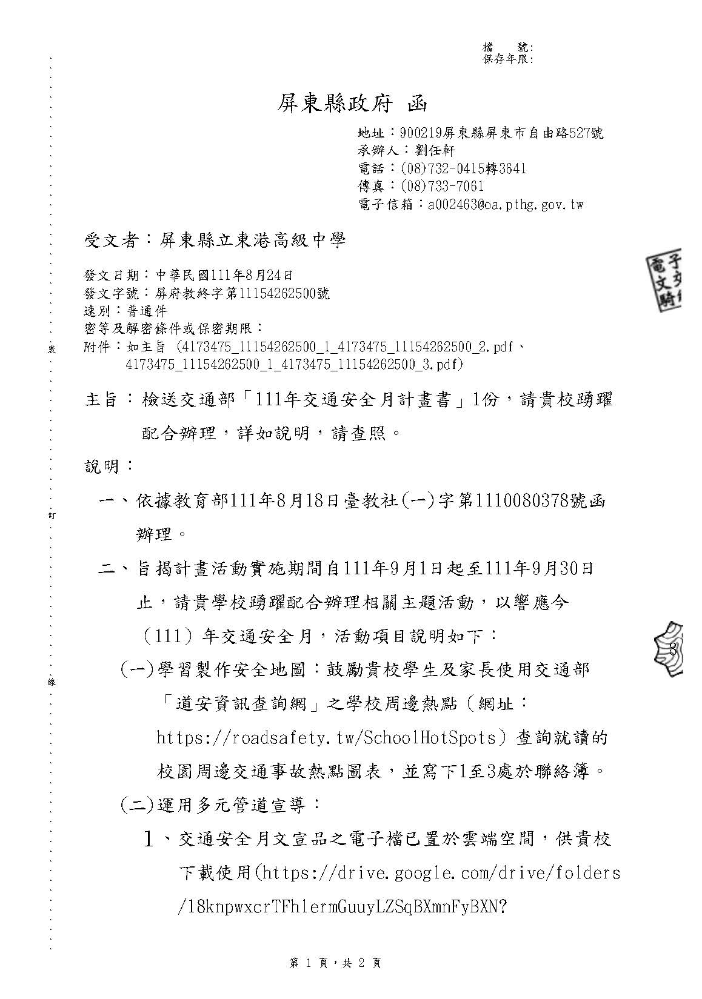 檔　　號：
保存年限：
屏東縣政府 函
地址：900219屏東縣屏東市自由路527號
承辦人：劉任軒
電話：(08)732-0415轉3641
傳真：(08)733-7061
電子信箱：a002463@oa.pthg.gov.tw
受文者：屏東縣立東港高級中學
發文日期：中華民國111年8月24日
發文字號：屏府教終字第11154262500號
速別：普通件
密等及解密條件或保密期限：
附件：如主旨 (4173475_11154262500_1_4173475_11154262500_2.pdf、
4173475_11154262500_1_4173475_11154262500_3.pdf)
主旨：檢送交通部「111年交通安全月計畫書」1份，請貴校踴躍
配合辦理，詳如說明，請查照。
說明：
一、依據教育部111年8月18日臺教社(一)字第1110080378號函
辦理。
二、旨揭計畫活動實施期間自111年9月1日起至111年9月30日
止，請貴學校踴躍配合辦理相關主題活動，以響應今
（111）年交通安全月，活動項目說明如下：
(一)學習製作安全地圖：鼓勵貴校學生及家長使用交通部
「道安資訊查詢網」之學校周邊熱點（網址：
https://roadsafety.tw/SchoolHotSpots）查詢就讀的
校園周邊交通事故熱點圖表，並寫下1至3處於聯絡簿。
(二)運用多元管道宣導：
1、交通安全月文宣品之電子檔已置於雲端空間，供貴校
下載使用(https://drive.google.com/drive/folders
/18knpwxcrTFhlermGuuyLZSqBXmnFyBXN?
裝
訂
線
電子
文
騎
8
第 1 頁，共 2 頁